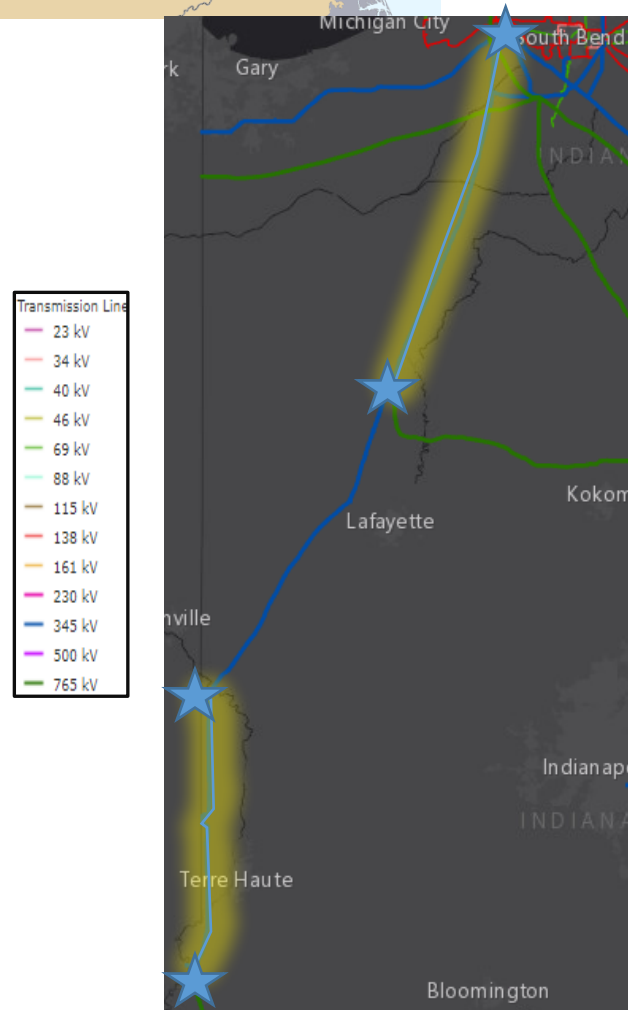 Michigan City
South Bend
rk
Gary
INDIAN
Transmission Line
23 kV
34 kV
40 kV
46 kV
69 kV
88 kV
115 kV
138 kV
161 kV
230 kV
345 kV
500 kV
765 kV
Kokom
Lafayette
nville
Indianap
INDIANA
Terre Haute
Bloomington